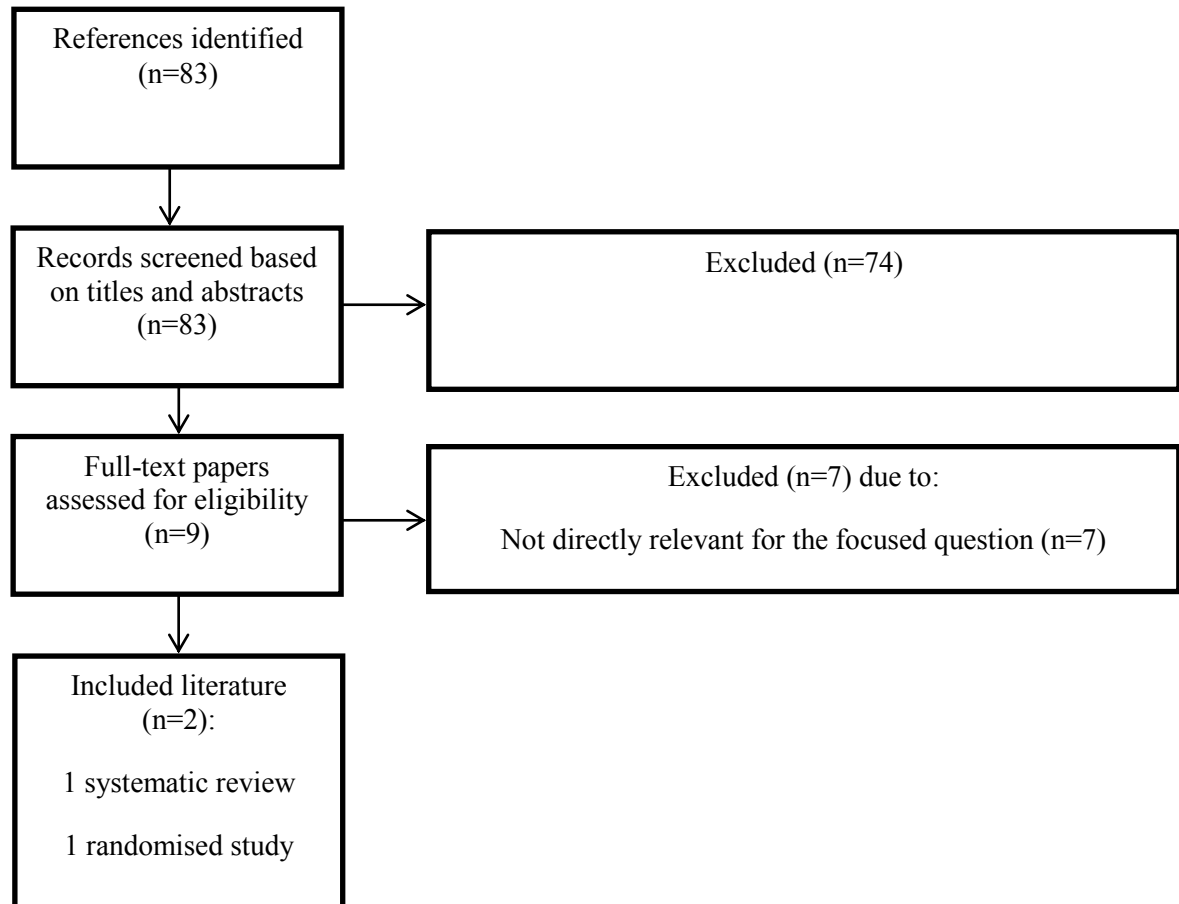 References identified
(n=83)
Records screened based
on titles and abstracts
(n=83)
Excluded (n=74)
Full-text papers
assessed for eligibility
(n=9)
Excluded (n=7) due to:
Not directly relevant for the focused question (n=7)
Included literature
(n=2):
1 systematic review
1 randomised study